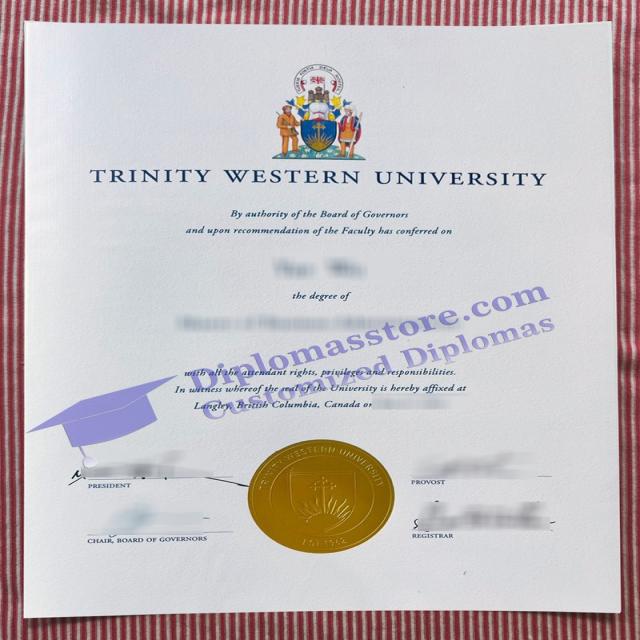 TRINITY WESTERN UNIVERSITY
By authority of the Board of Governors
and upon recommendation of the Faculty has conferred on
the degree of
Diplomasstore.com
Customized Diplomas
with all the attendant rights, privileges and responsibilities.
In witness whereof the seal of the University is hereby affixed at
Langley, British Columbia, Canada on
PRESIDENT
PROVOST
TRINITY WESTERN UNIVERSITY
EST 1962
CHAIR, BOARD OF GOVERNORS
REGISTRAR